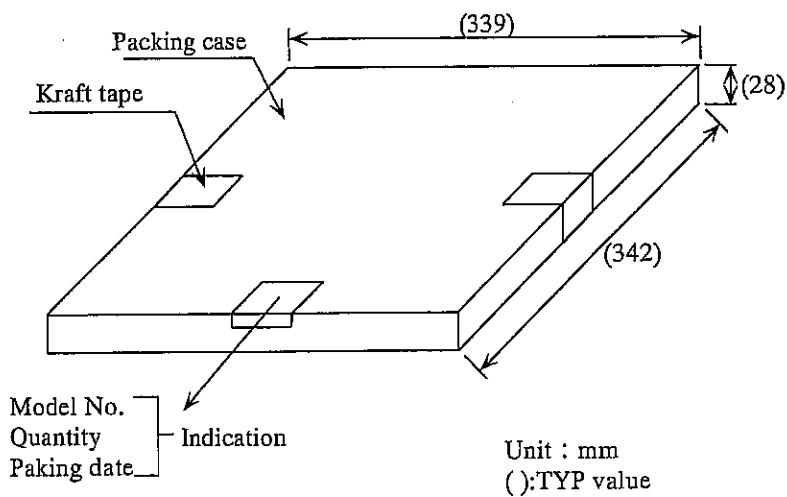 (339)
Packing case
Kraft tape
(28)
(342)
Model No.
Quantity
Paking date
Indication
Unit : mm
( ):TYP value